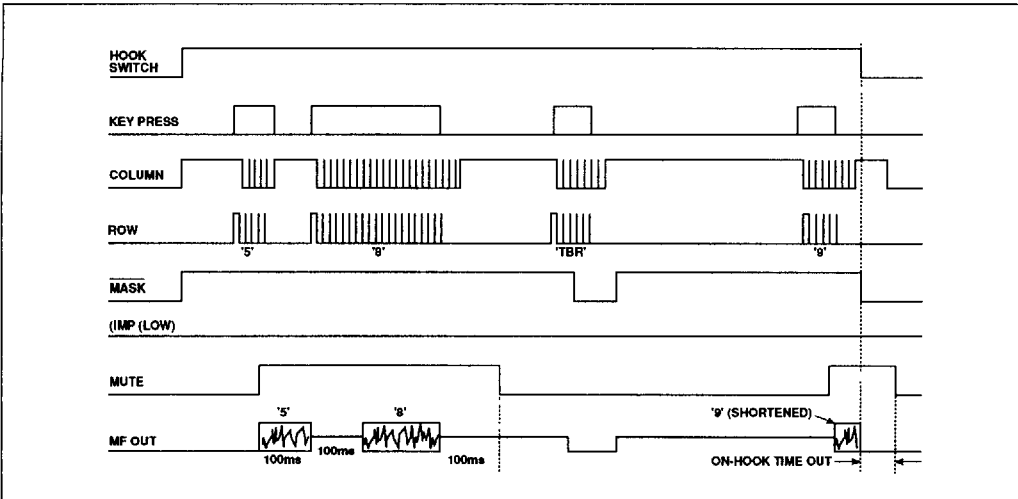 HOOK
SWITCH
KEY PRESS
COLUMN
ROW
'5' '8' 'TBR' '9'
MASK
(IMP (LOW)
MUTE
'5' '8' '9' (SHORTENED)
MF OUT
100ms 100ms 100ms
ON-HOOK TIME OUT